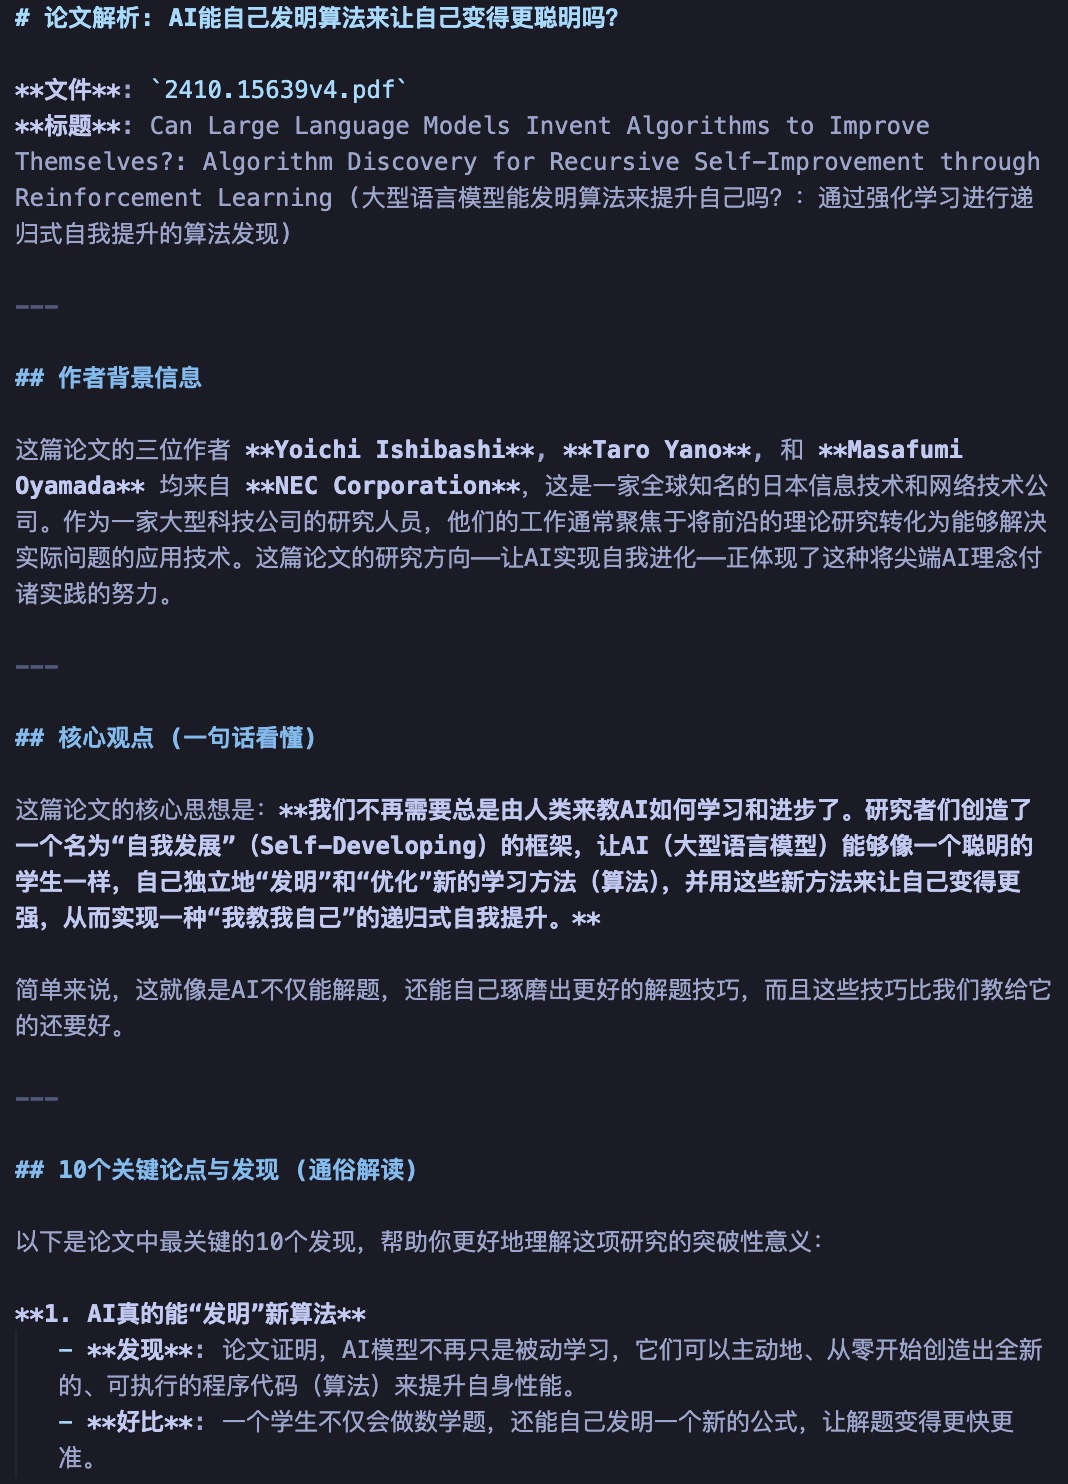 # 论文解析: AI能自己发明算法来让自己变得更聪明吗?
**文件**: `2410.15639v4.pdf`
**标题**: Can Large Language Models Invent Algorithms to Improve
Themselves?: Algorithm Discovery for Recursive Self-Improvement through
Reinforcement Learning (大型语言模型能发明算法来提升自己吗？: 通过强化学习进行递
归式自我提升的算法发现)
---
## 作者背景信息
这篇论文的三位作者 **Yoichi Ishibashi**, **Taro Yano**, 和 **Masafumi
Oyamada** 均来自 **NEC Corporation**，这是一家全球知名的日本信息技术和网络技术公
司。作为一家大型科技公司的研究人员，他们的工作通常聚焦于将前沿的理论研究转化为能够解决
实际问题的应用技术。这篇论文的研究方向——让AI实现自我进化——正体现了这种将尖端AI理念付
诸实践的努力。
---
## 核心观点 (一句话看懂)
这篇论文的核心思想是：**我们不再需要总是由人类来教AI如何学习和进步了。研究者们创造了
一个名为“自我发展”（Self-Developing）的框架，让AI（大型语言模型）能够像一个聪明的
学生一样，自己独立地“发明”和“优化”新的学习方法（算法），并用这些新方法来让自己变得更
强，从而实现一种“我教我自己”的递归式自我提升。**
简单来说，这就像是AI不仅能解题，还能自己琢磨出更好的解题技巧，而且这些技巧比我们教给它
的还要好。
---
## 10个关键论点与发现 (通俗解读)
以下是论文中最关键的10个发现，帮助你更好地理解这项研究的突破性意义：
**1. AI真的能“发明”新算法**
- **发现**: 论文证明，AI模型不再只是被动学习，它们可以主动地、从零开始创造出全新
的、可执行的程序代码（算法）来提升自身性能。
- **好比**: 一个学生不仅会做数学题，还能自己发明一个新的公式，让解题变得更快更
准。